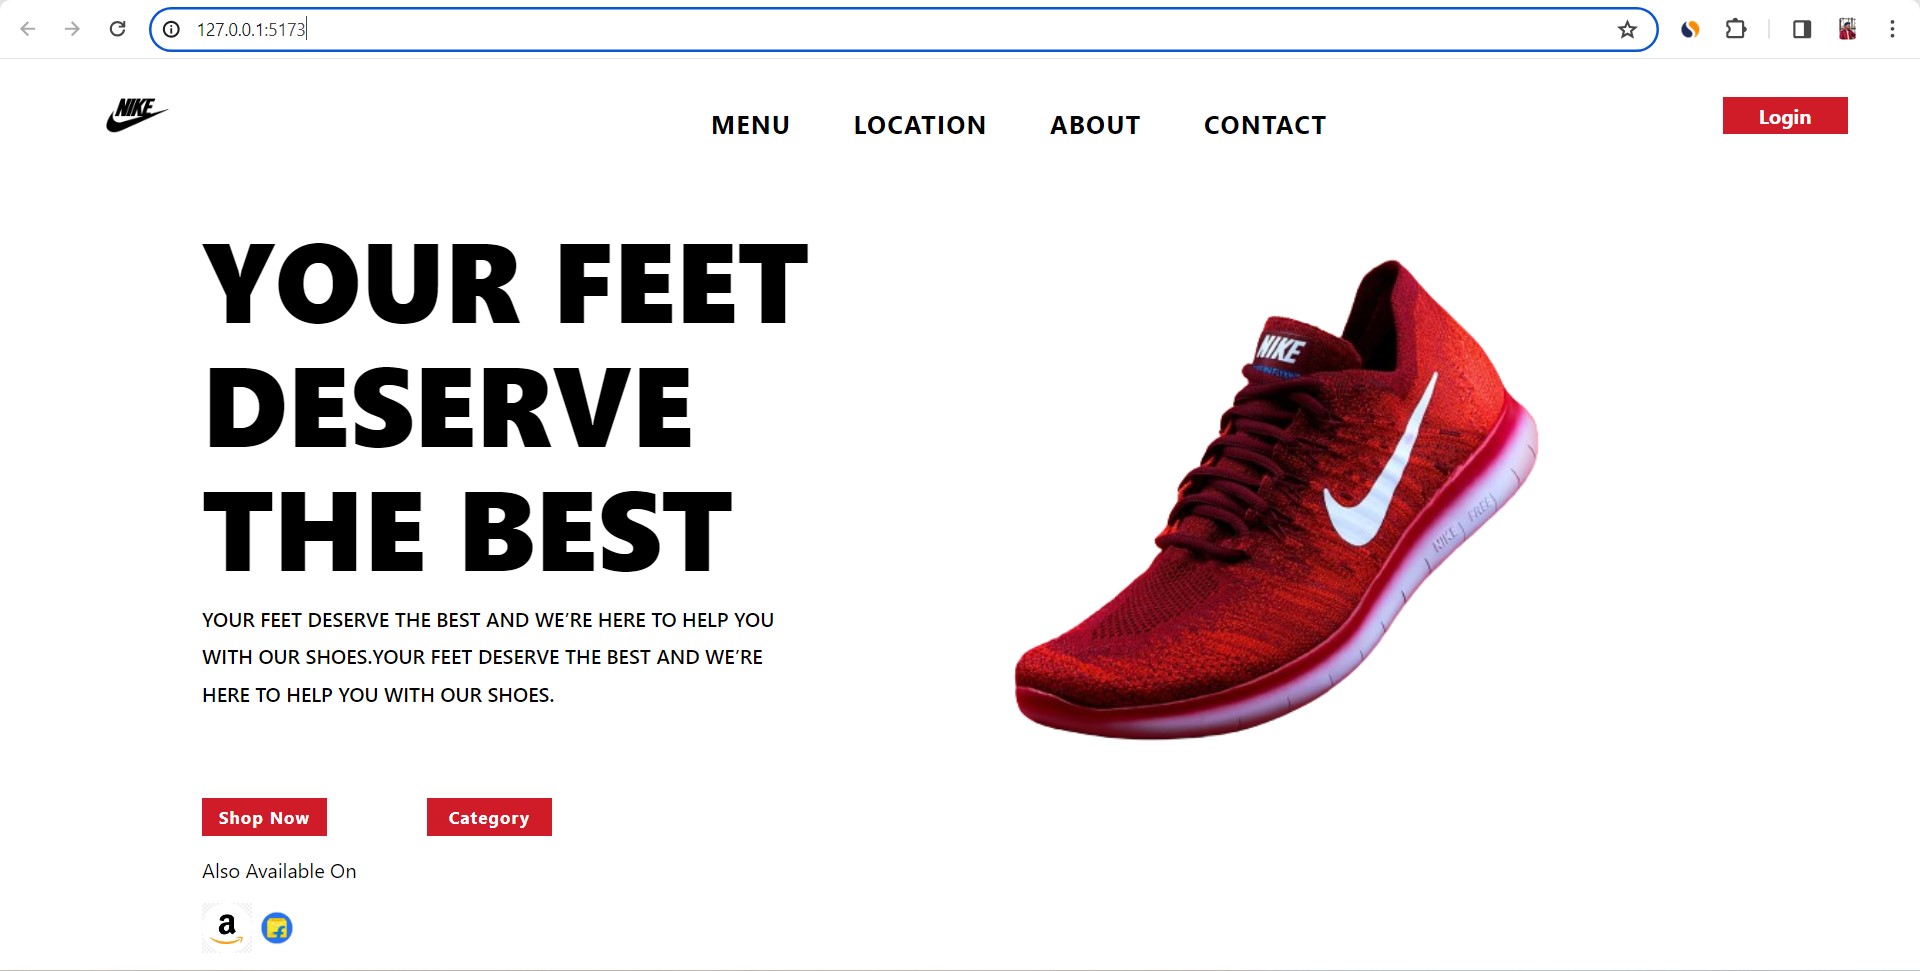 127.0.0.1:5173
NIKE
MENU LOCATION ABOUT CONTACT
Login
YOUR FEET
DESERVE
THE BEST
YOUR FEET DESERVE THE BEST AND WE’RE HERE TO HELP YOU
WITH OUR SHOES.YOUR FEET DESERVE THE BEST AND WE’RE
HERE TO HELP YOU WITH OUR SHOES.
NIKE
NIKE FREE
Shop Now Category
Also Available On
a
f